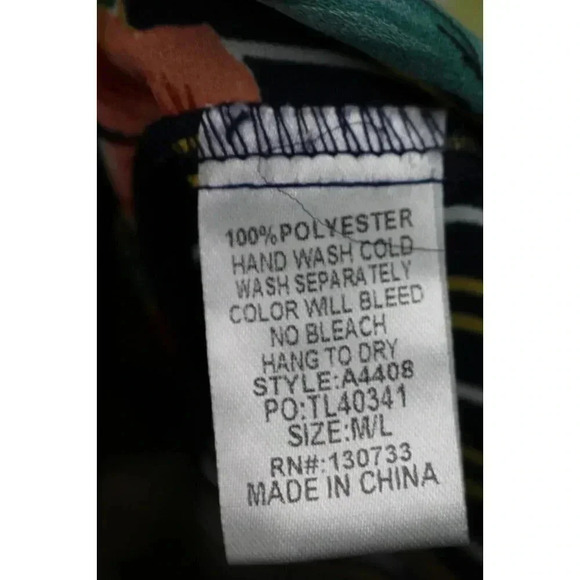 100%POLYESTER
HAND WASH COLD
WASH SEPARATELY
COLOR WILL BLEED
NO BLEACH
HANG TO DRY
STYLE:A4408
PO:TL40341
SIZE:M/L
RN#:130733
MADE IN CHINA